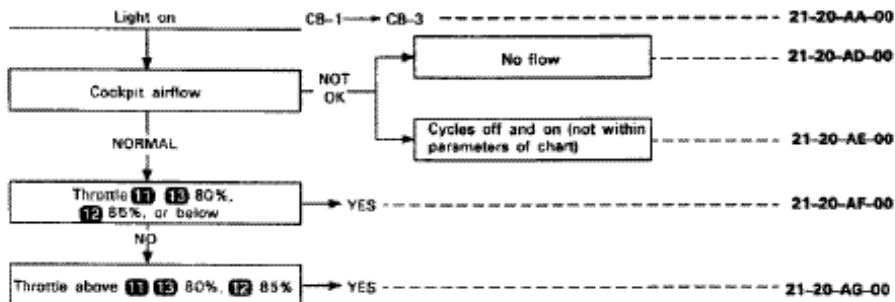 Light on CB-1 CB-3 21-20-AA-00
No flow 21-20-AD-00
Cockpit airflow NOT OK
Cycles off and on (not within parameters of chart) 21-20-AE-00
NORMAL
Throttle 11 13 80%,
12 85%, or below YES 21-20-AF-00
NO
Throttle above 11 13 80%, 12 85% YES 21-20-AG-00